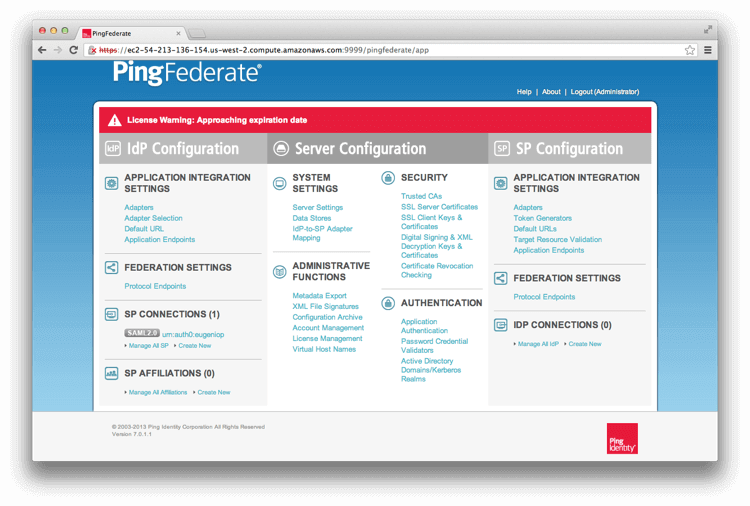 PingFederate
https://ec2-54-213-136-154.us-west-2.compute.amazonaws.com:9999/pingfederate/app
PingFederate®
Help | About | Logout (Administrator)
License Warning: Approaching expiration date
IdP IdP Configuration
APPLICATION INTEGRATION
SETTINGS
Adapters
Adapter Selection
Default URL
Application Endpoints
FEDERATION SETTINGS
Protocol Endpoints
SP CONNECTIONS (1)
SAML2.0 urn:auth0:eugeniop
Manage All SP Create New
SP AFFILIATIONS (0)
Manage All Affiliations Create New
Server Configuration
SYSTEM
SETTINGS
Server Settings
Data Stores
IdP-to-SP Adapter
Mapping
ADMINISTRATIVE
FUNCTIONS
Metadata Export
XML File Signatures
Configuration Archive
Account Management
License Management
Virtual Host Names
SECURITY
Trusted CAs
SSL Server Certificates
SSL Client Keys &
Certificates
Digital Signing & XML
Decryption Keys &
Certificates
Certificate Revocation
Checking
AUTHENTICATION
Application
Authentication
Password Credential
Validators
Active Directory
Domains/Kerberos
Realms
SP SP Configuration
APPLICATION INTEGRATION
SETTINGS
Adapters
Token Generators
Default URLs
Target Resource Validation
Application Endpoints
FEDERATION SETTINGS
Protocol Endpoints
IDP CONNECTIONS (0)
Manage All IdP Create New
© 2003-2013 Ping Identity Corporation All Rights Reserved
Version 7.0.1.1
Ping
Identity®